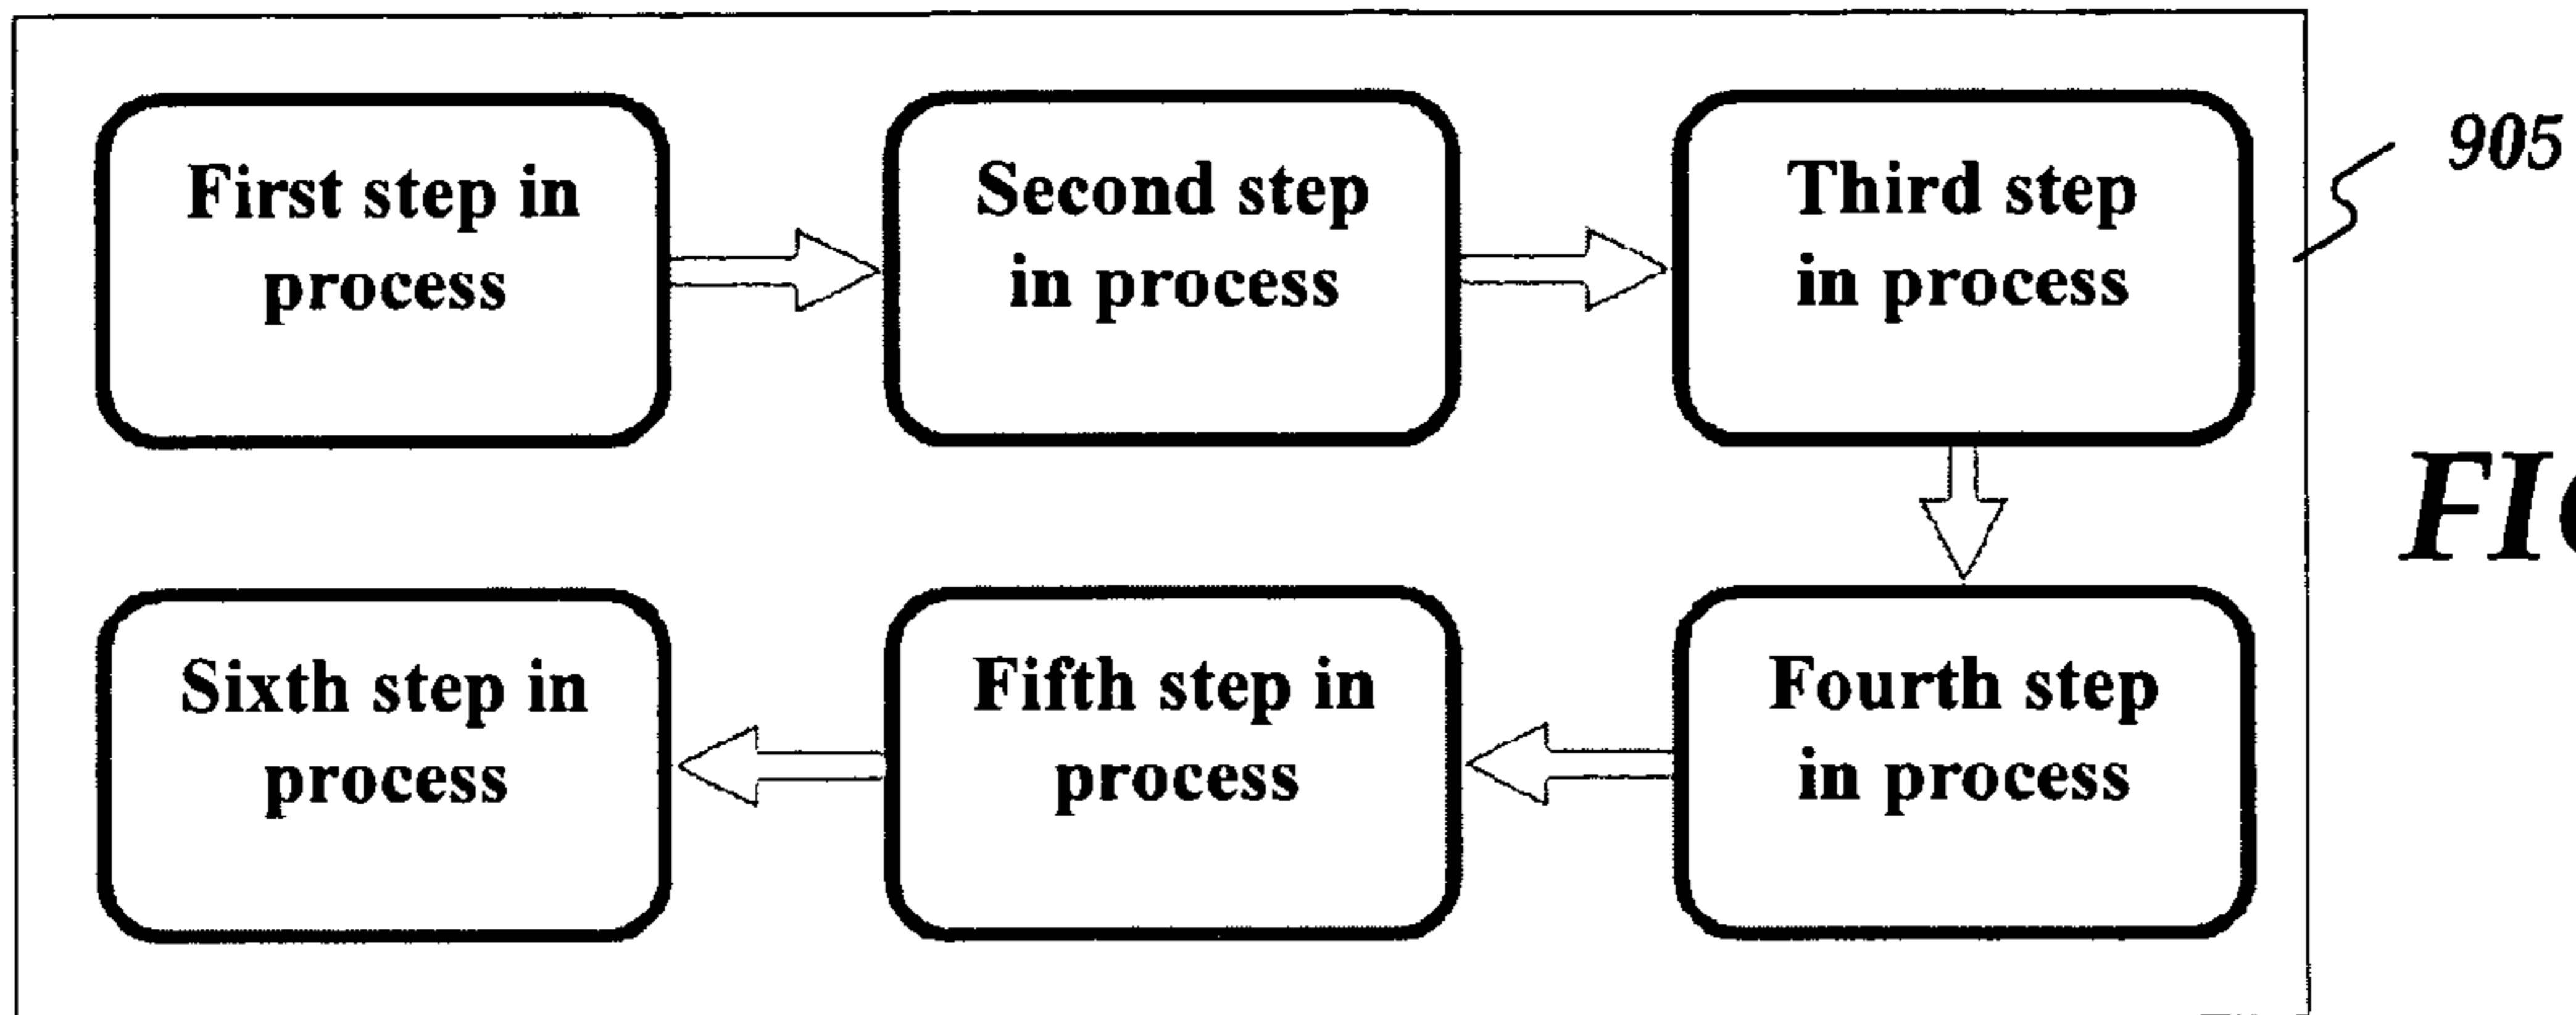 First step in
process
Second step
in process
Third step
in process
905
Fourth step
in process
Fifth step in
process
Sixth step in
process